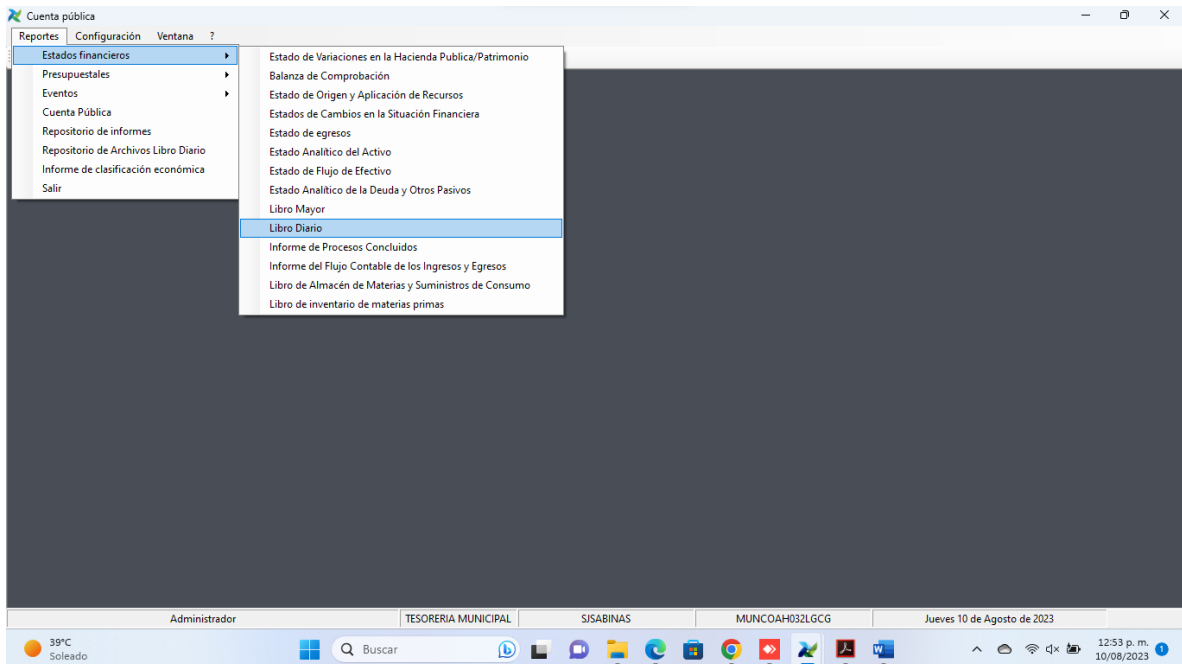 Cuenta pública
Reportes Configuración Ventana ?
Estados financieros
Presupuestales
Eventos
Cuenta Pública
Repositorio de informes
Repositorio de Archivos Libro Diario
Informe de clasificación económica
Salir
Estado de Variaciones en la Hacienda Publica/Patrimonio
Balanza de Comprobación
Estado de Origen y Aplicación de Recursos
Estados de Cambios en la Situación Financiera
Estado de egresos
Estado Analítico del Activo
Estado de Flujo de Efectivo
Estado Analítico de la Deuda y Otros Pasivos
Libro Mayor
Libro Diario
Informe de Procesos Concluidos
Informe del Flujo Contable de los Ingresos y Egresos
Libro de Almacén de Materias y Suministros de Consumo
Libro de inventario de materias primas
Administrador TESORERIA MUNICIPAL SJSABINAS MUNCOAH032LGCG Jueves 10 de Agosto de 2023
39°C
Soleado
Buscar
12:53 p. m.
10/08/2023
1